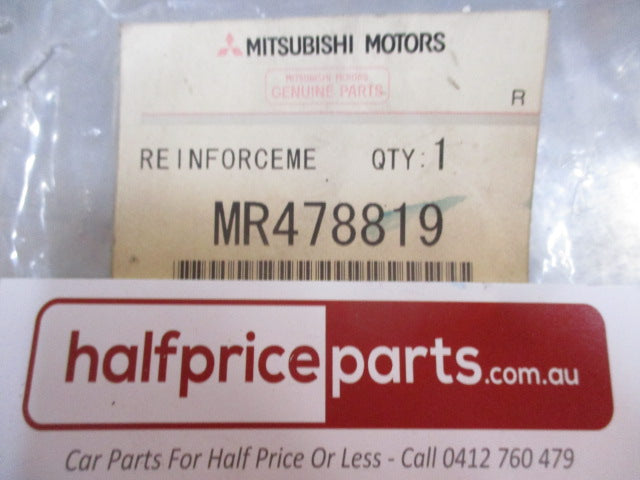 MITSUBISHI MOTORS
MITSUBISHI MOTORS
GENUINE PARTS
R
REINFORCEME QTY:1
MR478819
halfpriceparts.com.au
Car Parts For Half Price Or Less - Call 0412 760 479